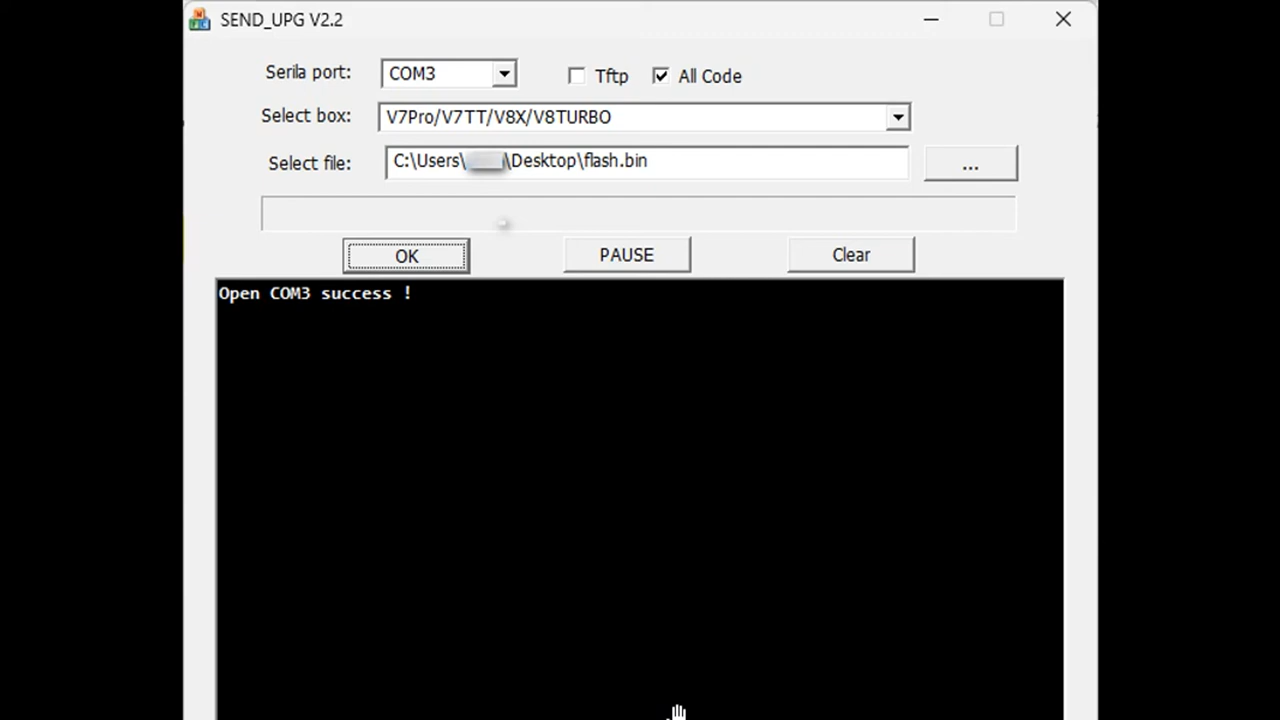 SEND_UPG V2.2
Serila port: COM3 Tftp All Code
Select box: V7Pro/V7TT/V8X/V8TURBO
Select file: C:\Users\ \Desktop\flash.bin ...
OK PAUSE Clear
Open COM3 success !